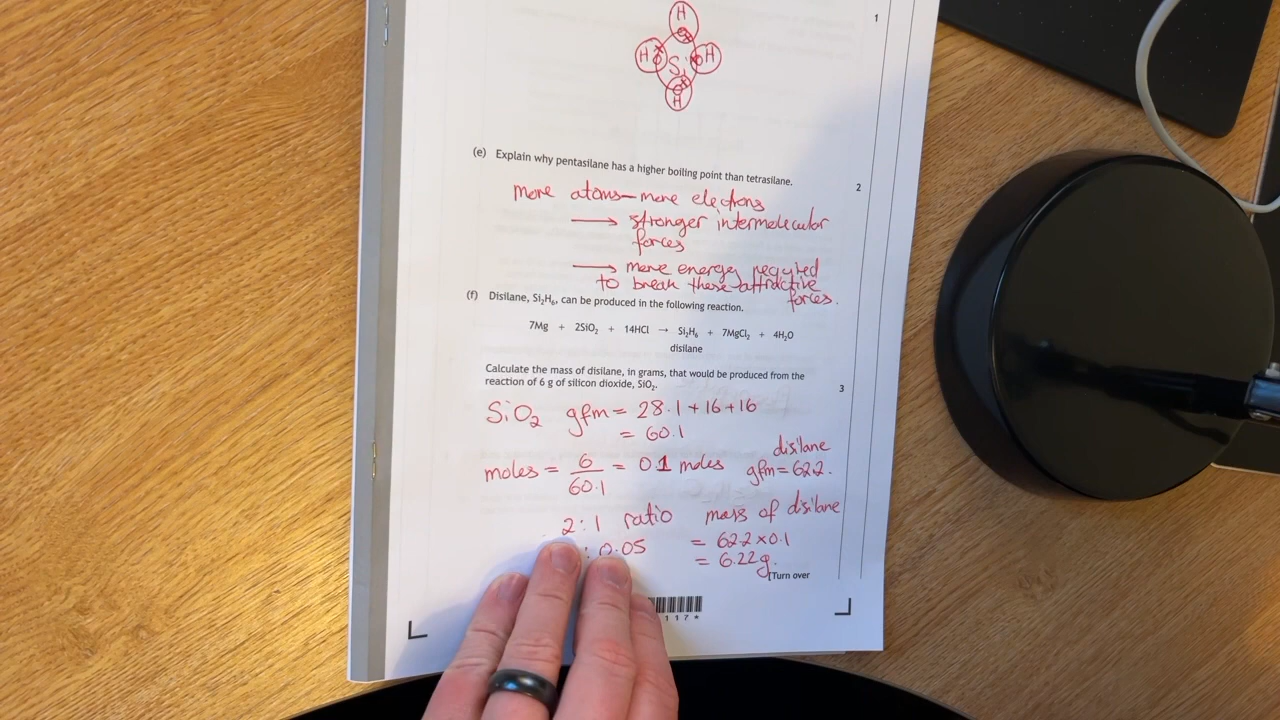 1
H
H Si H
H
(e) Explain why pentasilane has a higher boiling point than tetrasilane.
2
more atoms—more electrons
→ stronger intermolecular
forces
→ more energy required
to break these attractive
forces.
(f) Disilane, Si₂H₆, can be produced in the following reaction.
7Mg + 2SiO₂ + 14HCl → Si₂H₆ + 7MgCl₂ + 4H₂O
disilane
Calculate the mass of disilane, in grams, that would be produced from the
reaction of 6 g of silicon dioxide, SiO₂.
3
SiO₂ gfm = 28.1 + 16 + 16
= 60.1
moles = 6/60.1 = 0.1 moles
disilane
gfm = 62.2.
2 : 1 ratio
: 0.05
mass of disilane
= 62.2 × 0.1
= 6.22g.
[Turn over
117*